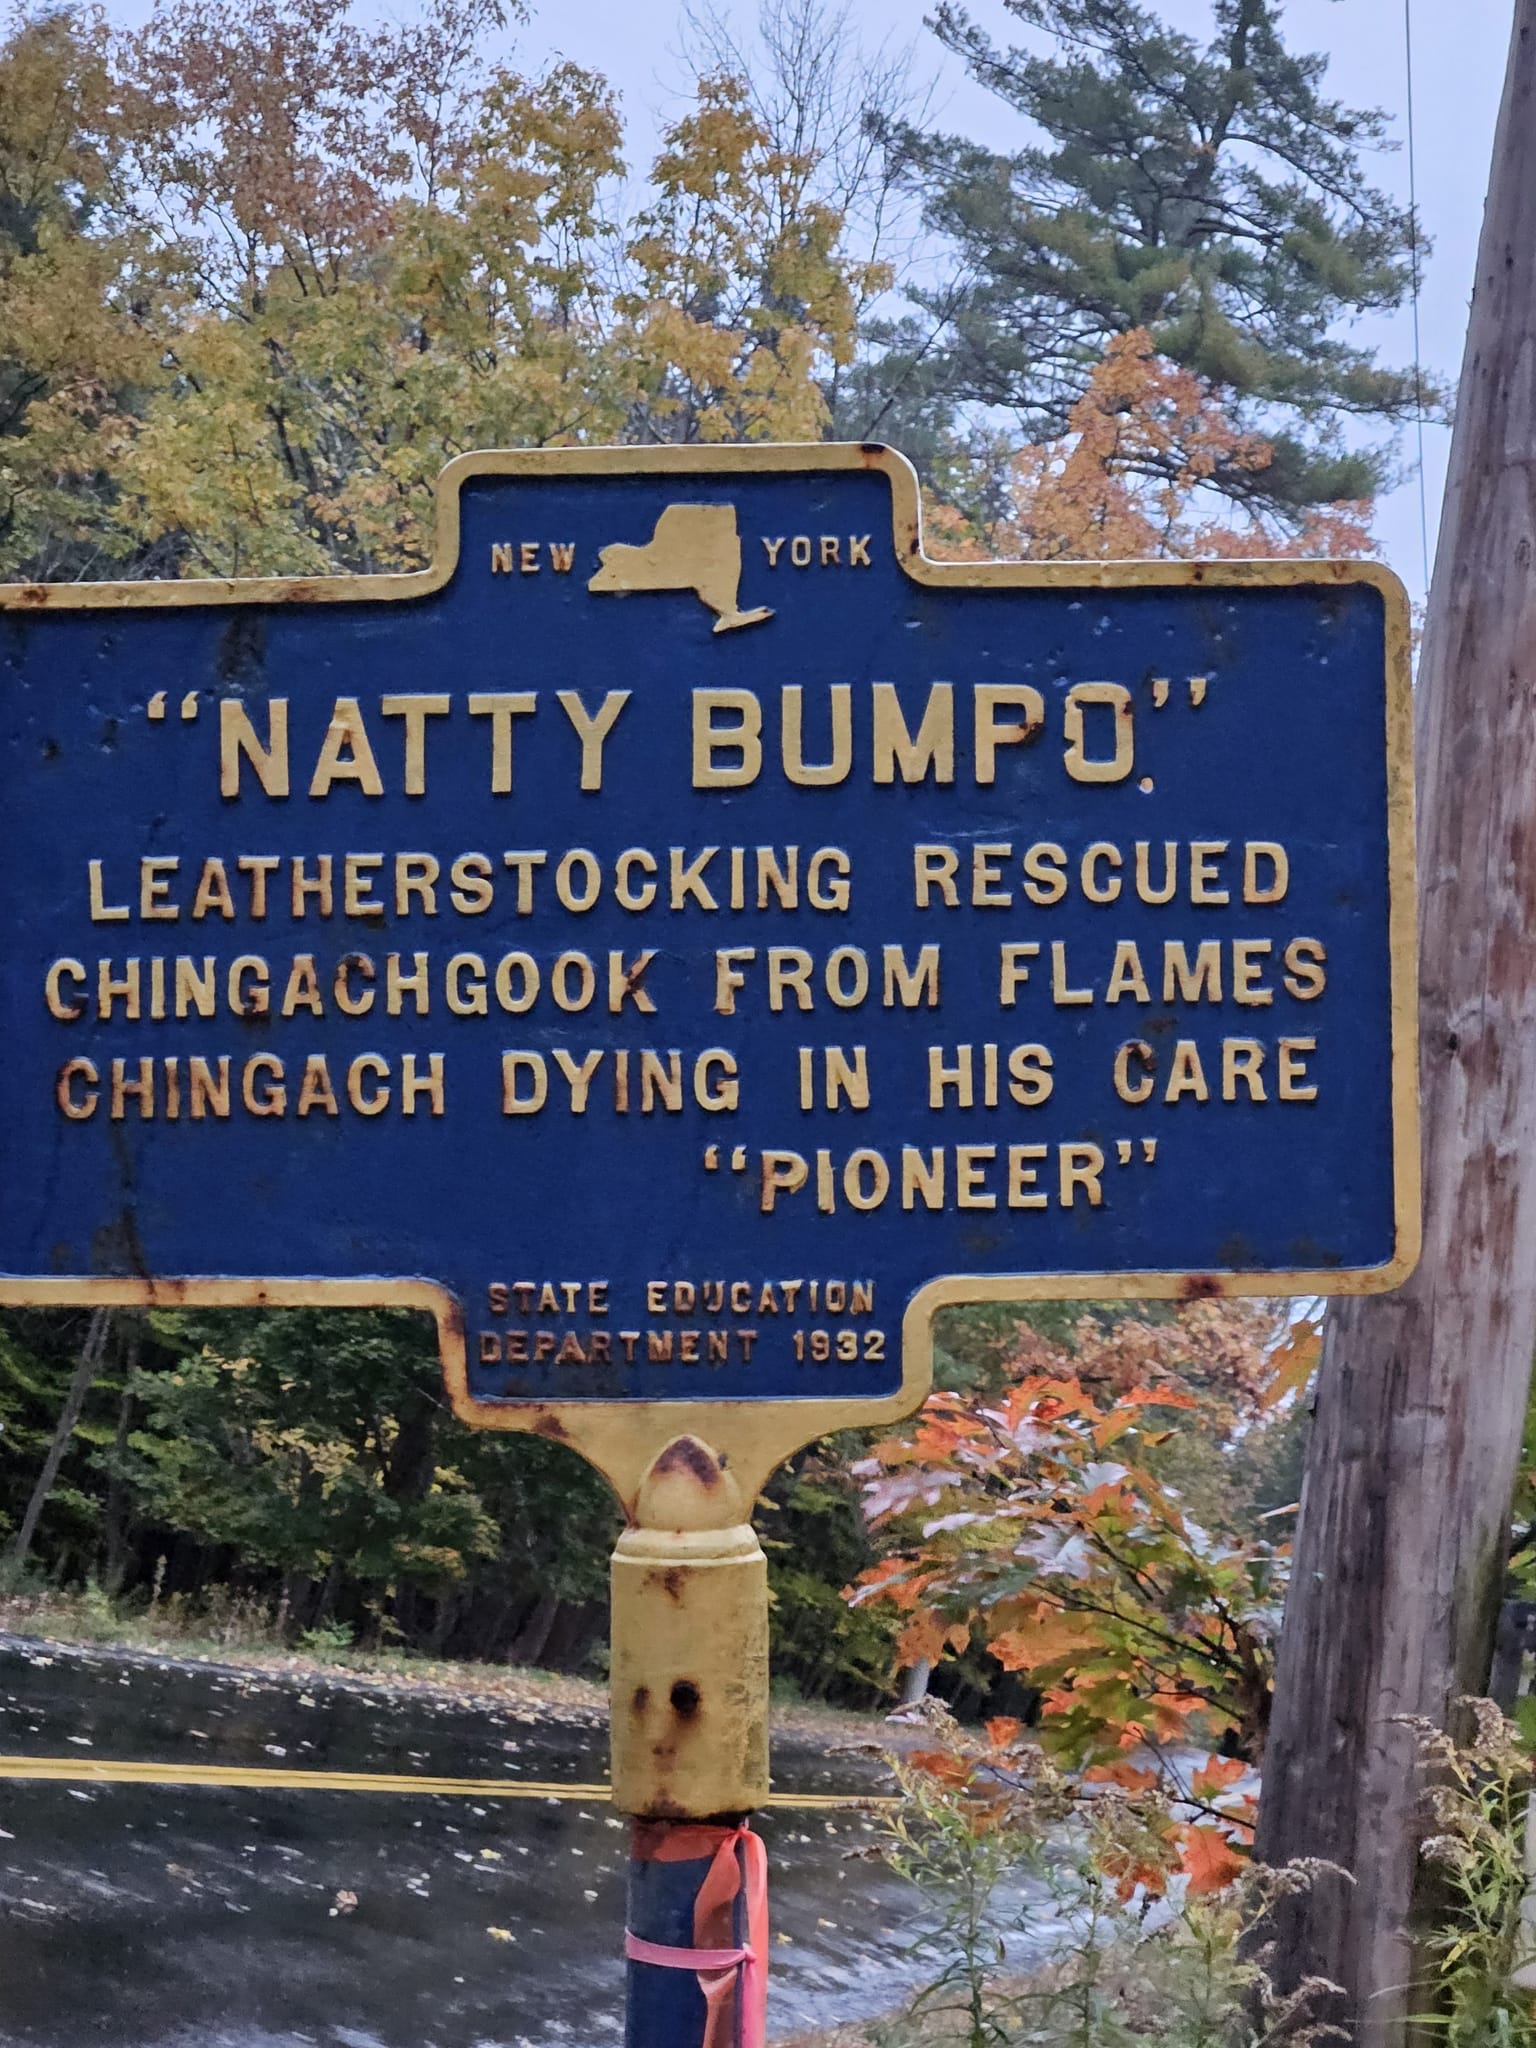 NEW YORK
“NATTY BUMPO.”
LEATHERSTOCKING RESCUED
CHINGACHGOOK FROM FLAMES
CHINGACH DYING IN HIS CARE
“PIONEER”
STATE EDUCATION
DEPARTMENT 1932